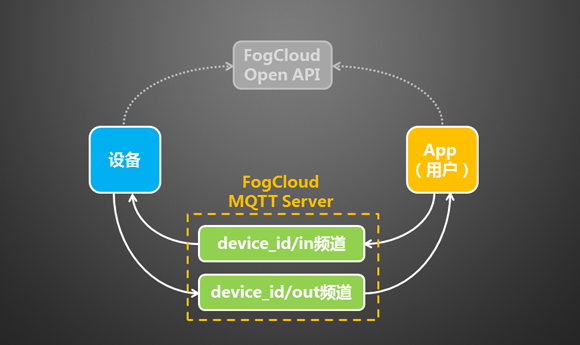 FogCloud
Open API
设备
App
（用户）
FogCloud
MQTT Server
device_id/in频道
device_id/out频道